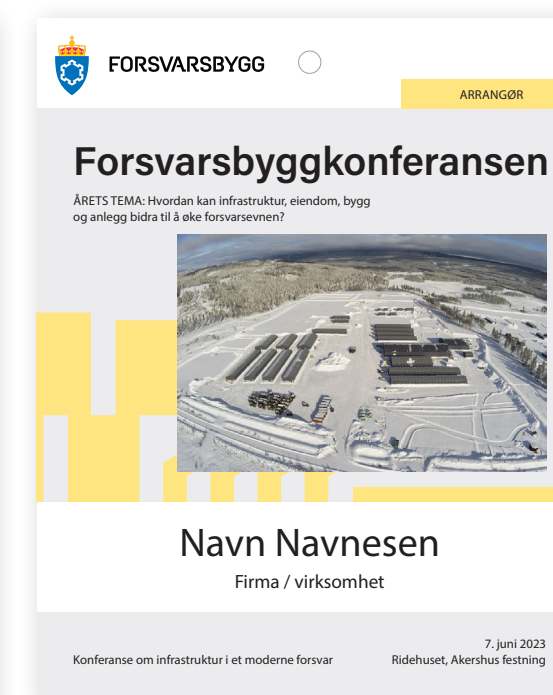 FORSVARSBYGG
ARRANGØR
Forsvarsbyggkonferansen
ÅRETS TEMA: Hvordan kan infrastruktur, eiendom, bygg
og anlegg bidra til å øke forsvarsevnen?
Navn Navnesen
Firma / virksomhet
7. juni 2023
Konferanse om infrastruktur i et moderne forsvar
Ridehuset, Akershus festning